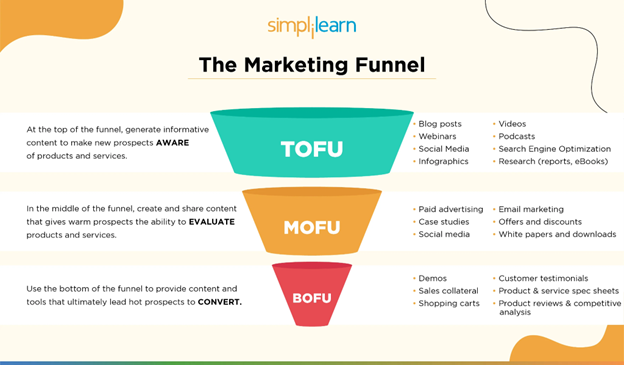 simplilearn
The Marketing Funnel
At the top of the funnel, generate informative
content to make new prospects AWARE
of products and services.
TOFU
• Blog posts
• Webinars
• Social Media
• Infographics
• Videos
• Podcasts
• Search Engine Optimization
• Research (reports, eBooks)
In the middle of the funnel, create and share content
that gives warm prospects the ability to EVALUATE
products and services.
MOFU
• Paid advertising
• Case studies
• Social media
• Email marketing
• Offers and discounts
• White papers and downloads
Use the bottom of the funnel to provide content and
tools that ultimately lead hot prospects to CONVERT.
BOFU
• Demos
• Sales collateral
• Shopping carts
• Customer testimonials
• Product & service spec sheets
• Product reviews & competitive
analysis